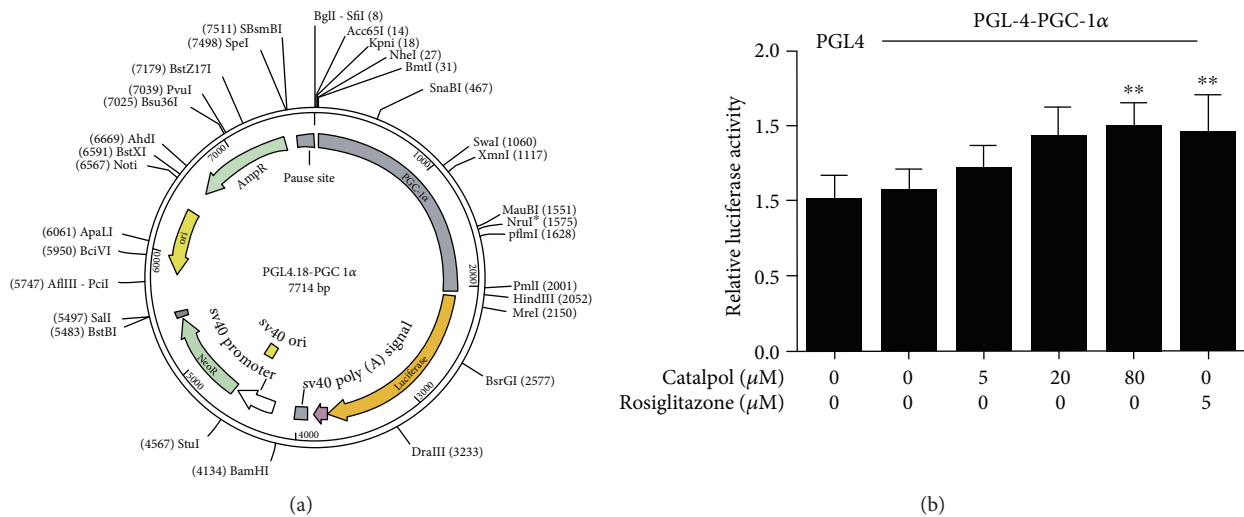 (7511) SBsmBI
(7498) SpeI
(7179) BstZ17I
(7039) PvuI
(7025) Bsu36I
(6669) AhdI
(6591) BstXI
(6567) Noti
(6061) ApaLI
(5950) BciVI
(5747) AflIII - PciI
(5497) SalI
(5483) BstBI
(4567) StuI
(4134) BamHI
BglI - SfiI (8)
Acc65I (14)
Kpni (18)
NheI (27)
BmtI (31)
SnaBI (467)
SwaI (1060)
XmnI (1117)
MauBI (1551)
NruI* (1575)
pflmI (1628)
PmlI (2001)
HindIII (2052)
MreI (2150)
BsrGI (2577)
DraIII (3233)
7000
1000
2000
3000
4000
5000
6000
AmpR
Pause site
PGC-1α
ori
PGL4.18-PGC 1α
7714 bp
sv40 ori
sv40 promoter
NeoR
sv40 poly (A) signal
Luciferase
(a)
PGL-4-PGC-1α
PGL4
Relative luciferase activity
2.0
1.5
1.5
0.5
0.0
**
**
Catalpol (μM) 0 0 5 20 80 0
Rosiglitazone (μM) 0 0 0 0 0 5
(b)